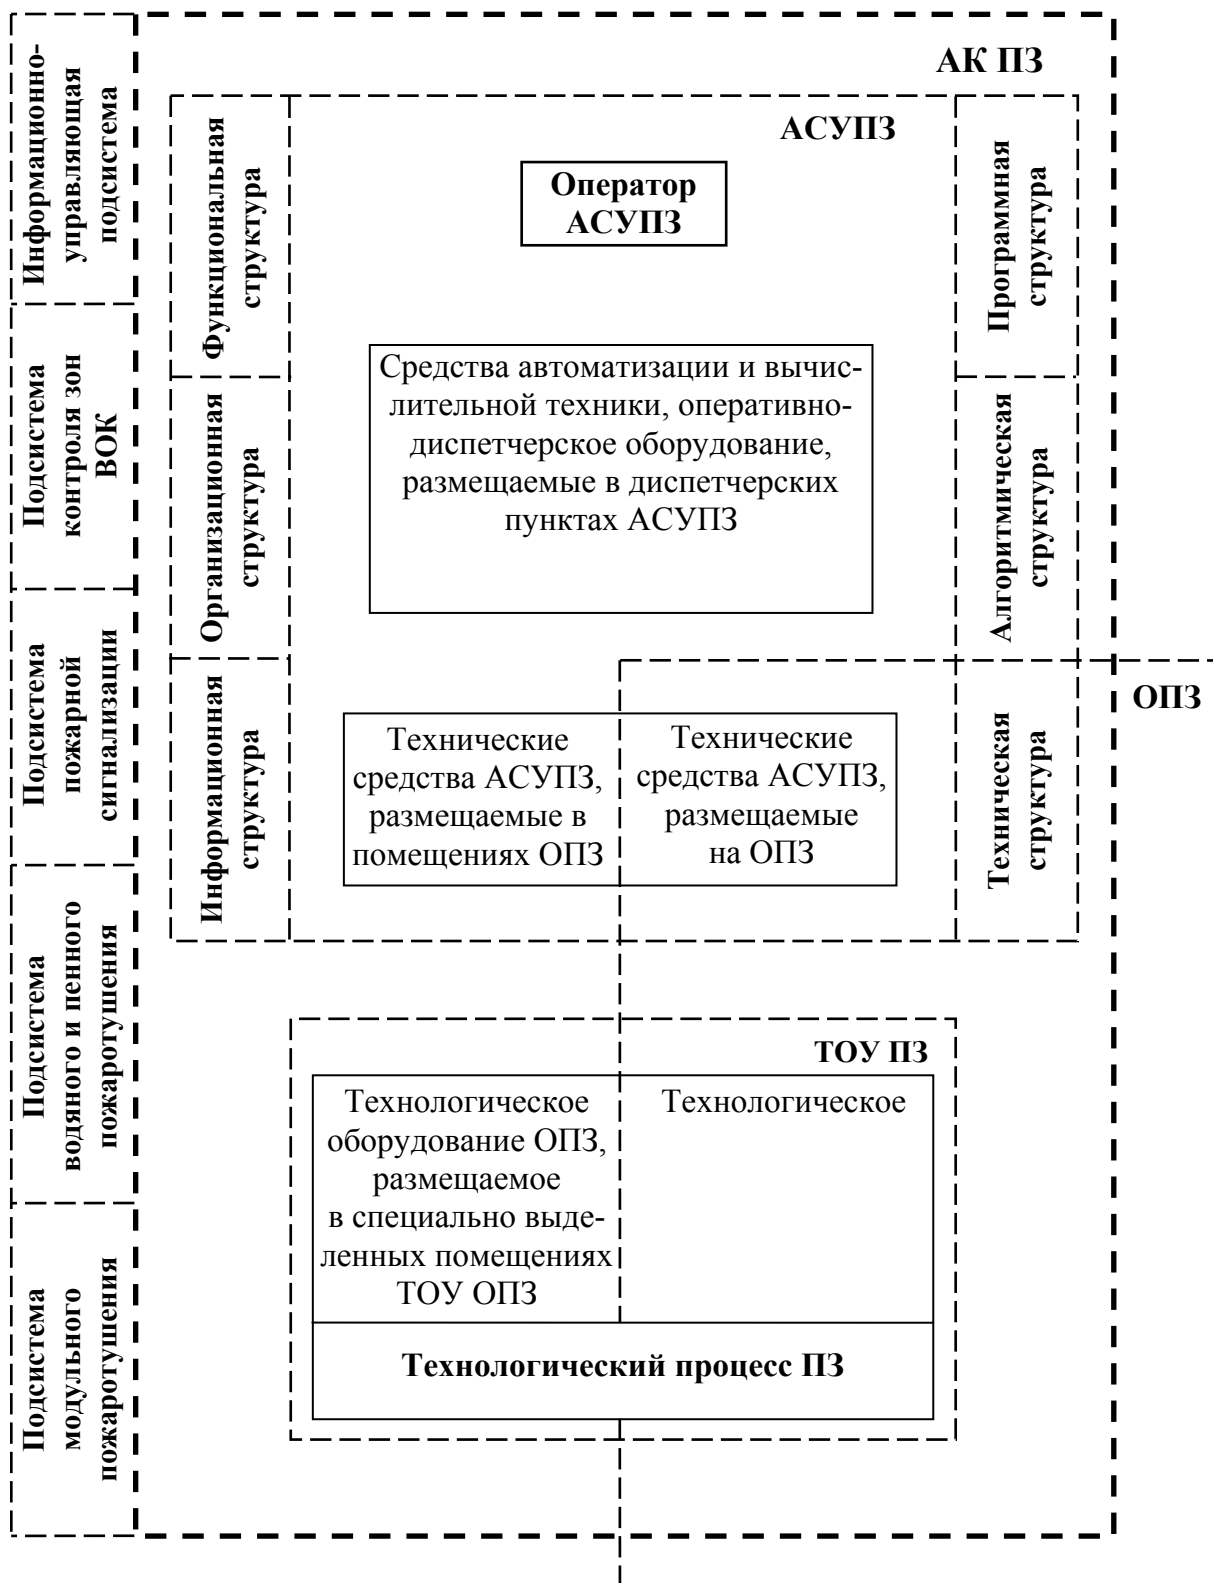 Информационно-
управляющая
подсистема
Подсистема
контроля зон
ВОК
Подсистема
пожарной
сигнализации
Подсистема
водяного и пенного
пожаротушения
Подсистема
модульного
пожаротушения
АК ПЗ
АСУПЗ
Функциональная
структура
Организационная
структура
Информационная
структура
Оператор
АСУПЗ
Средства автоматизации и вычис-
лительной техники, оперативно-
диспетчерское оборудование,
размещаемые в диспетчерских
пунктах АСУПЗ
Программная
структура
Алгоритмическая
структура
Техническая
структура
ОПЗ
Технические
средства АСУПЗ,
размещаемые в
помещениях ОПЗ
Технические
средства АСУПЗ,
размещаемые
на ОПЗ
ТОУ ПЗ
Технологическое
оборудование ОПЗ,
размещаемое
в специально выде-
ленных помещениях
ТОУ ОПЗ
Технологическое
Технологический процесс ПЗ